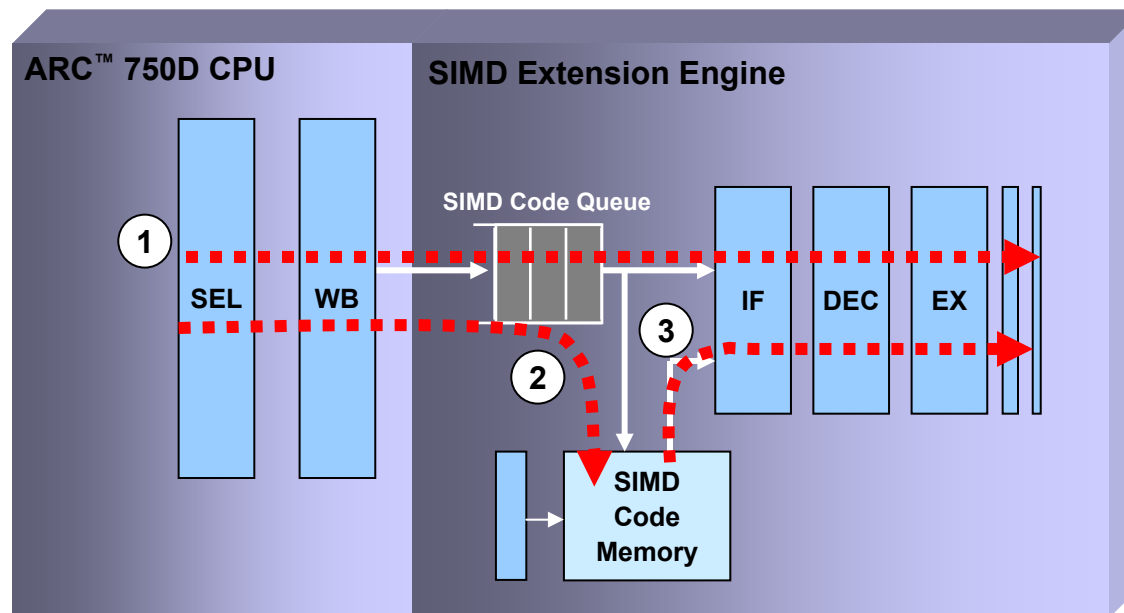 ARC™ 750D CPU
SIMD Extension Engine
SIMD Code Queue
1
SEL
WB
IF
DEC
EX
3
2
SIMD
Code
Memory